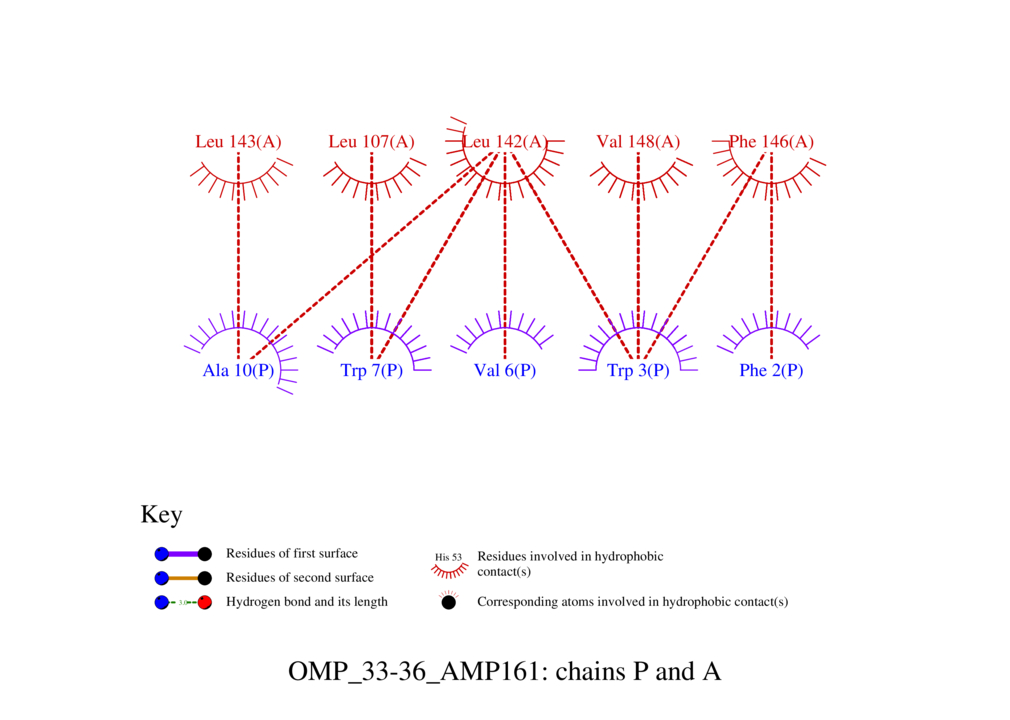 Leu 143(A) Leu 107(A) Leu 142(A) Val 148(A) Phe 146(A)
Ala 10(P) Trp 7(P) Val 6(P) Trp 3(P) Phe 2(P)
Key
Residues of first surface
Residues of second surface
3.0 Hydrogen bond and its length
His 53 Residues involved in hydrophobic
contact(s)
Corresponding atoms involved in hydrophobic contact(s)
OMP_33-36_AMP161: chains P and A